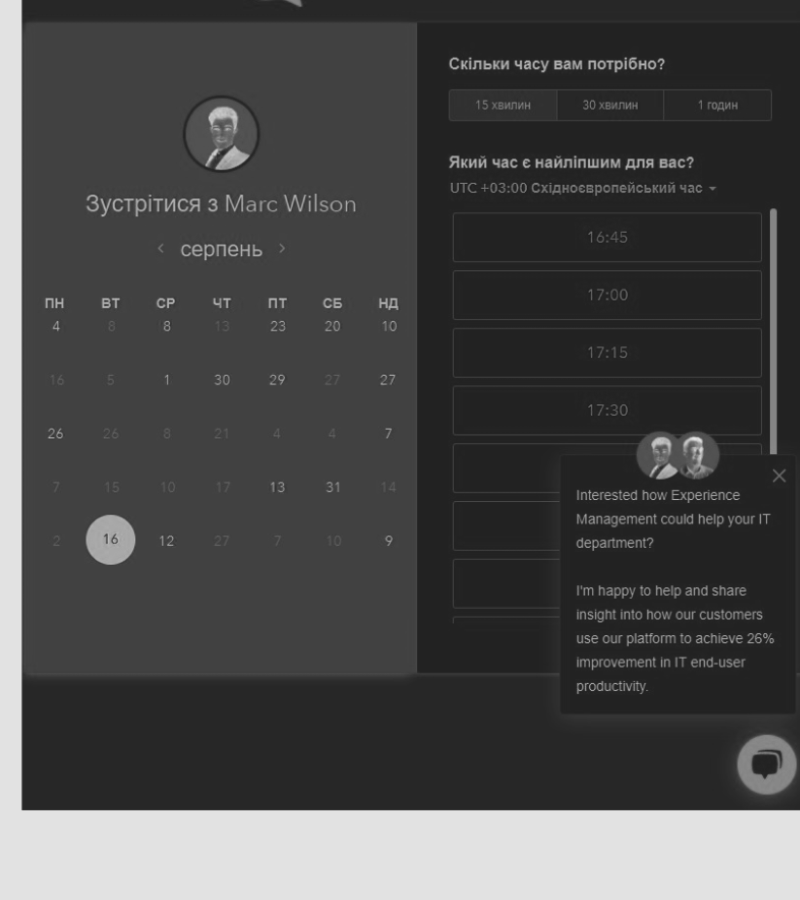 Зустрітися з Marc Wilson
серпень
ПН ВТ СР ЧТ ПТ СБ НД
4 8 8 13 23 20 10
16 5 1 30 29 27 27
26 26 8 21 4 4 7
7 15 10 17 13 31 14
2 16 12 27 7 10 9
Скільки часу вам потрібно?
15 хвилин 30 хвилин 1 годин
Який час є найліпшим для вас?
UTC +03:00 Східноєвропейський час
16:45
17:00
17:15
17:30
Interested how Experience
Management could help your IT
department?
I'm happy to help and share
insight into how our customers
use our platform to achieve 26%
improvement in IT end-user
productivity.